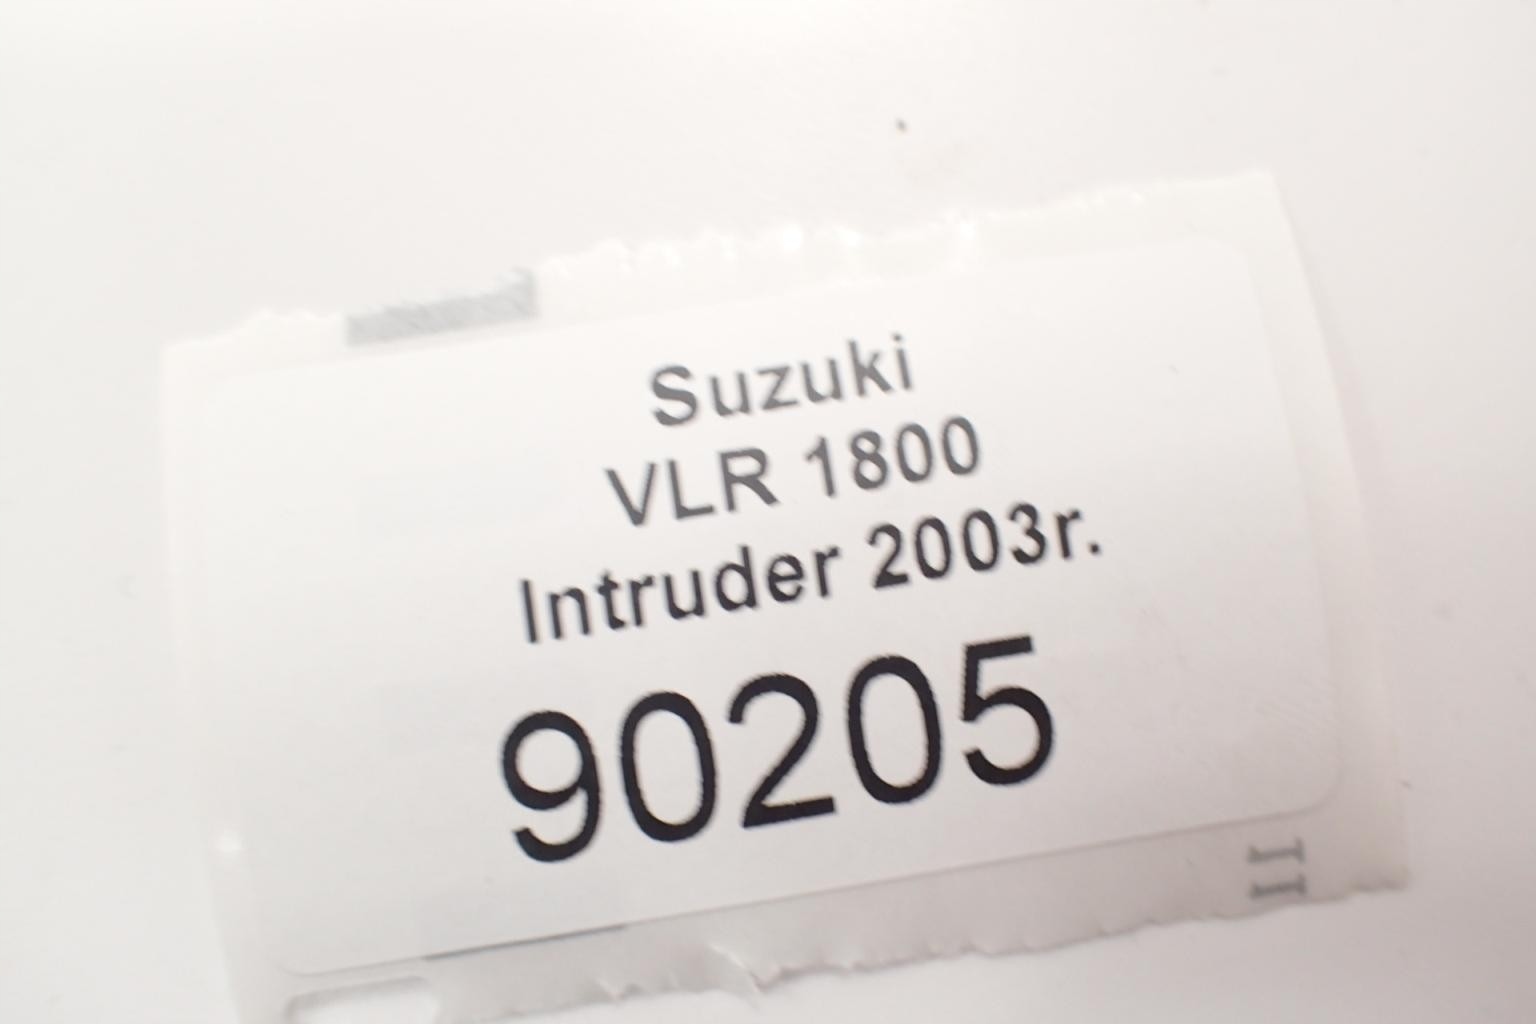 Suzuki
VLR 1800
Intruder 2003r.
90205